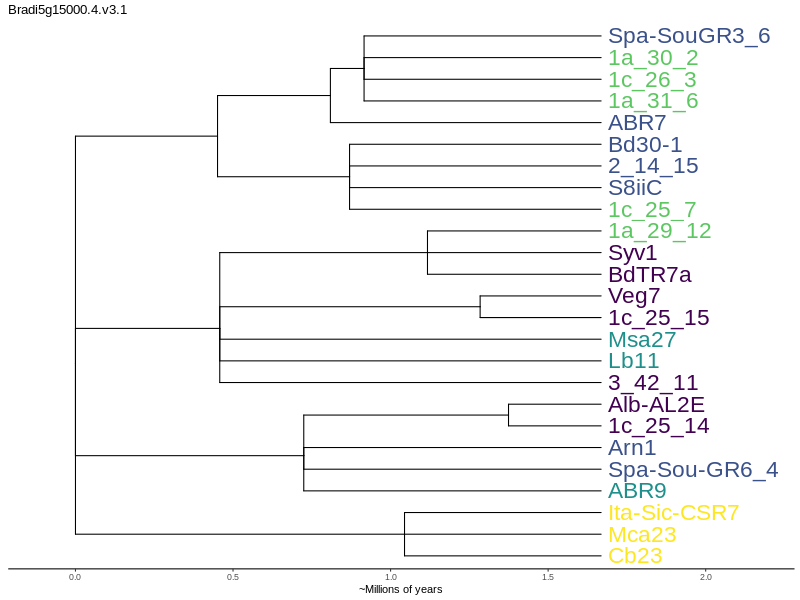 Bradi5g15000.4.v3.1
Spa-SouGR3_6
1a_30_2
1c_26_3
1a_31_6
ABR7
Bd30-1
2_14_15
S8iiC
1c_25_7
1a_29_12
Syv1
BdTR7a
Veg7
1c_25_15
Msa27
Lb11
3_42_11
Alb-AL2E
1c_25_14
Arn1
Spa-Sou-GR6_4
ABR9
Ita-Sic-CSR7
Mca23
Cb23
0.0 0.5 1.0 1.5 2.0
~Millions of years